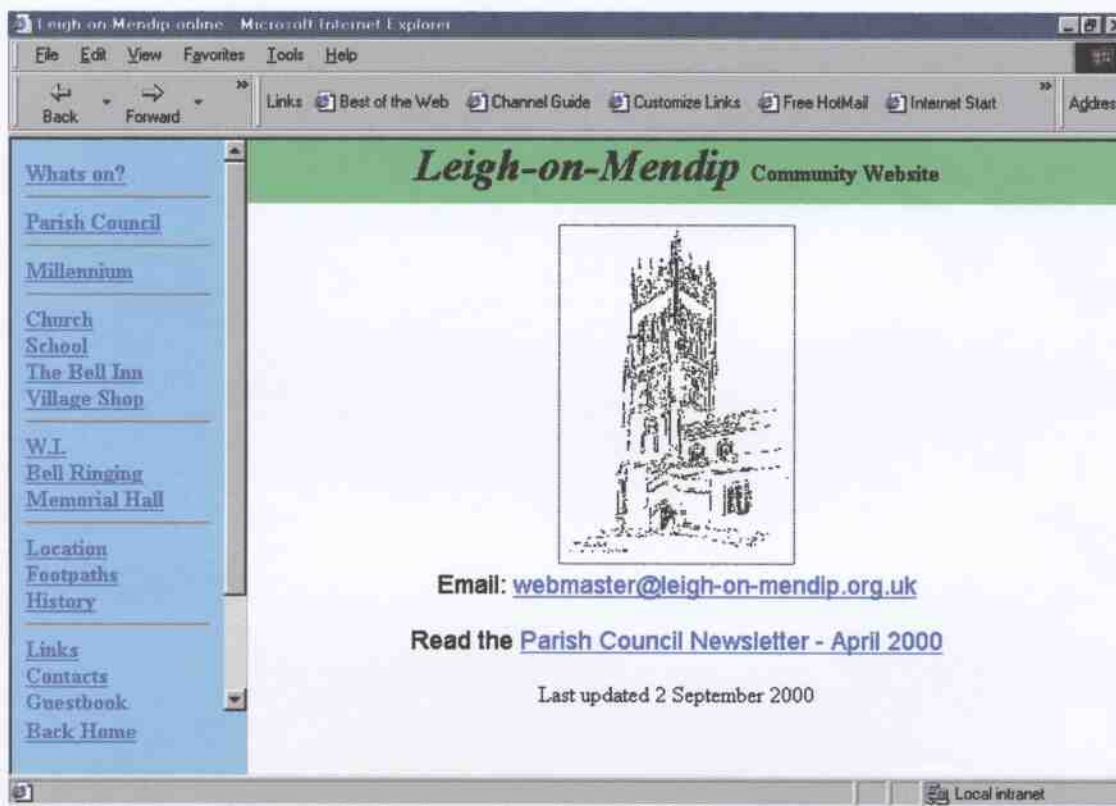 Leigh on Mendip online - Microsoft Internet Explorer
File Edit View Favorites Tools Help
Back Forward » Links Best of the Web Channel Guide Customize Links Free HotMail Internet Start » Addres
Leigh-on-Mendip Community Website
Whats on?
Parish Council
Millennium
Church
School
The Bell Inn
Village Shop
W.I.
Bell Ringing
Memorial Hall
Location
Footpaths
History
Links
Contacts
Guestbook
Back Home
Email: webmaster@leigh-on-mendip.org.uk
Read the Parish Council Newsletter - April 2000
Last updated 2 September 2000
Local intranet